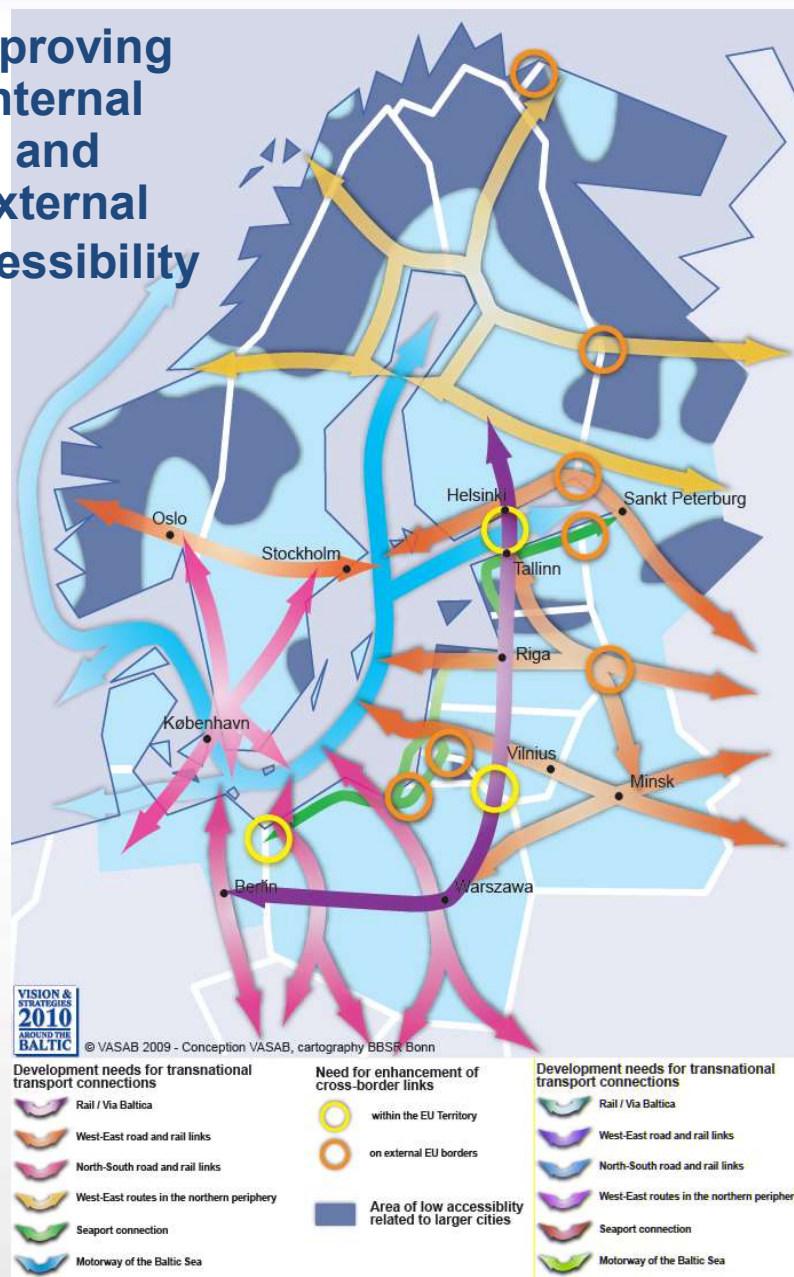 proving
nternal
and
xternal
essibility
Oslo
Stockholm
Helsinki
Sankt Peterburg
Tallinn
Riga
København
Vilnius
Minsk
Berlin
Warszawa
VISION &
STRATEGIES
2010
AROUND THE
BALTIC
© VASAB 2009 - Conception VASAB, cartography BBSR Bonn
Development needs for transnational
transport connections
Rail / Via Baltica
West-East road and rail links
North-South road and rail links
West-East routes in the northern periphery
Seaport connection
Motorway of the Baltic Sea
Need for enhancement of
cross-border links
within the EU Territory
on external EU borders
Area of low accessiblity
related to larger cities
Development needs for transnational
transport connections
Rail / Via Baltica
West-East road and rail links
North-South road and rail links
West-East routes in the northern peripher
Seaport connection
Motorway of the Baltic Sea